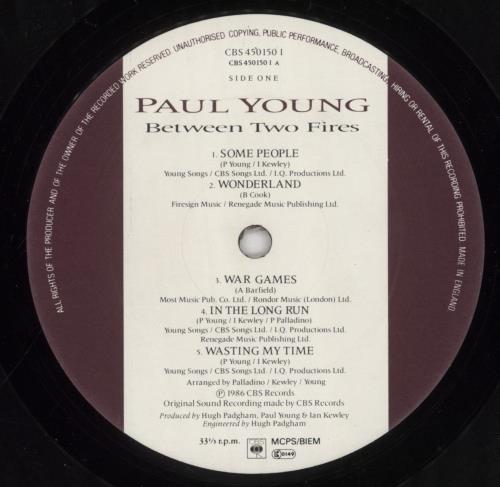 ALL RIGHTS OF THE PRODUCER AND OF THE OWNER OF THE RECORDED WORK RESERVED. UNAUTHORISED COPYING, PUBLIC PERFORMANCE, BROADCASTING, HIRING OR RENTAL OF THIS RECORDING PROHIBITED. MADE IN ENGLAND
CBS 450150 1
CBS 450150 1 A
SIDE ONE
PAUL YOUNG
Between Two Fires
1. SOME PEOPLE
(P Young / I Kewley)
Young Songs / CBS Songs Ltd. / I.Q. Productions Ltd.
2. WONDERLAND
(B Cook)
Firesign Music / Renegade Music Publishing Ltd.
3. WAR GAMES
(A Barfield)
Most Music Pub. Co. Ltd. / Rondor Music (London) Ltd.
4. IN THE LONG RUN
(P Young / I Kewley / P Palladino)
Young Songs / CBS Songs Ltd. / I.Q. Productions Ltd.
Renegade Music Publishing Ltd.
5. WASTING MY TIME
(P Young / I Kewley)
Young Songs / CBS Songs Ltd. / I.Q. Productions Ltd.
Arranged by Palladino / Kewley / Young
Ⓟ 1986 CBS Records
Original Sound Recording made by CBS Records
Produced by Hugh Padgham, Paul Young & Ian Kewley
Engineered by Hugh Padgham
33⅓ r.p.m. CBS MCPS/BIEM
0149